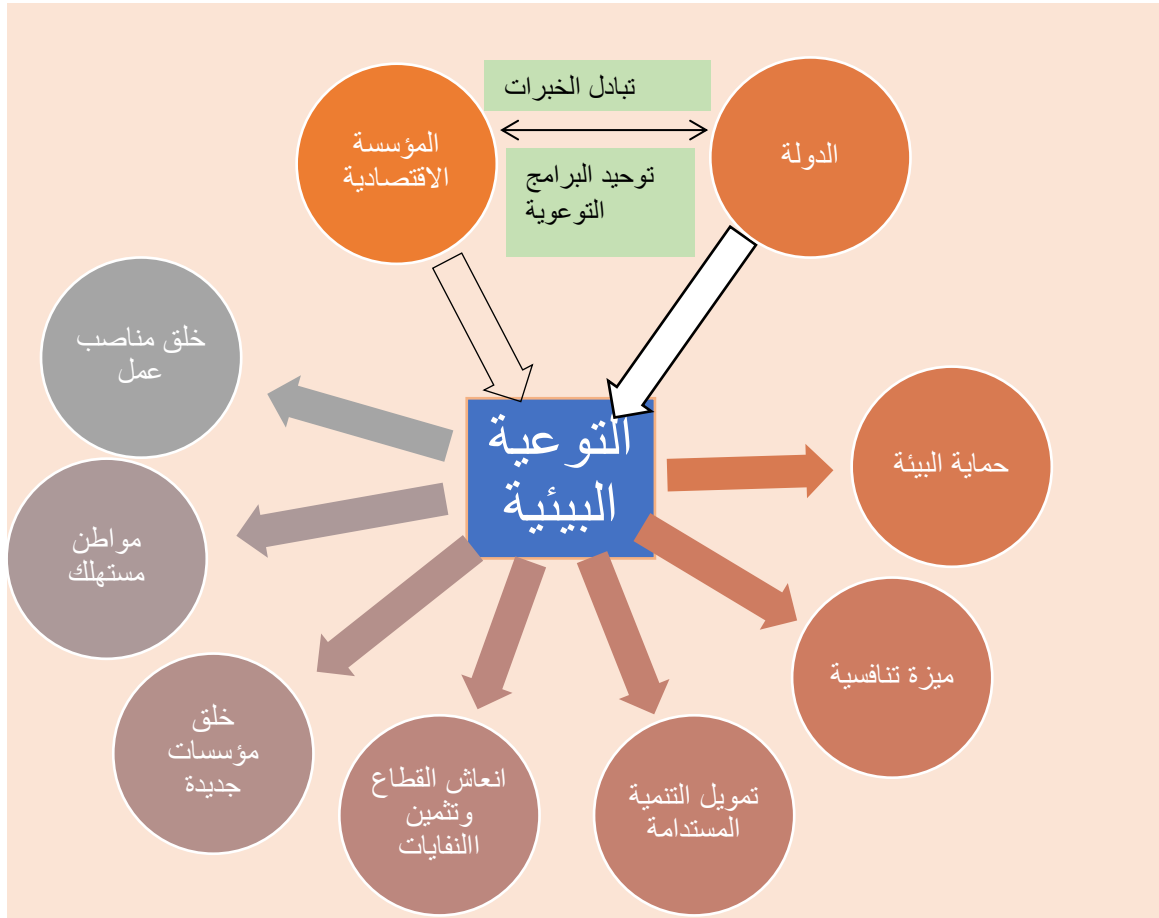 تبادل الخبرات
الدولة
المؤسسة
الاقتصادية
توحيد البرامج
التوعوية
خلق مناصب
عمل
التوعية
البيئية
حماية البيئة
مواطن
مستهلك
ميزة تنافسية
خلق
مؤسسات
جديدة
انعاش القطاع
وتثمين
االنفايات
تمويل التنمية
المستدامة